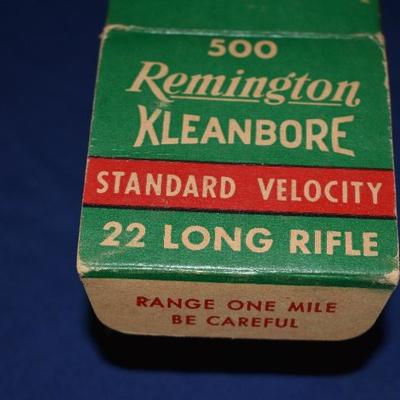 500
Remington
KLEANBORE
STANDARD VELOCITY
22 LONG RIFLE
RANGE ONE MILE
BE CAREFUL